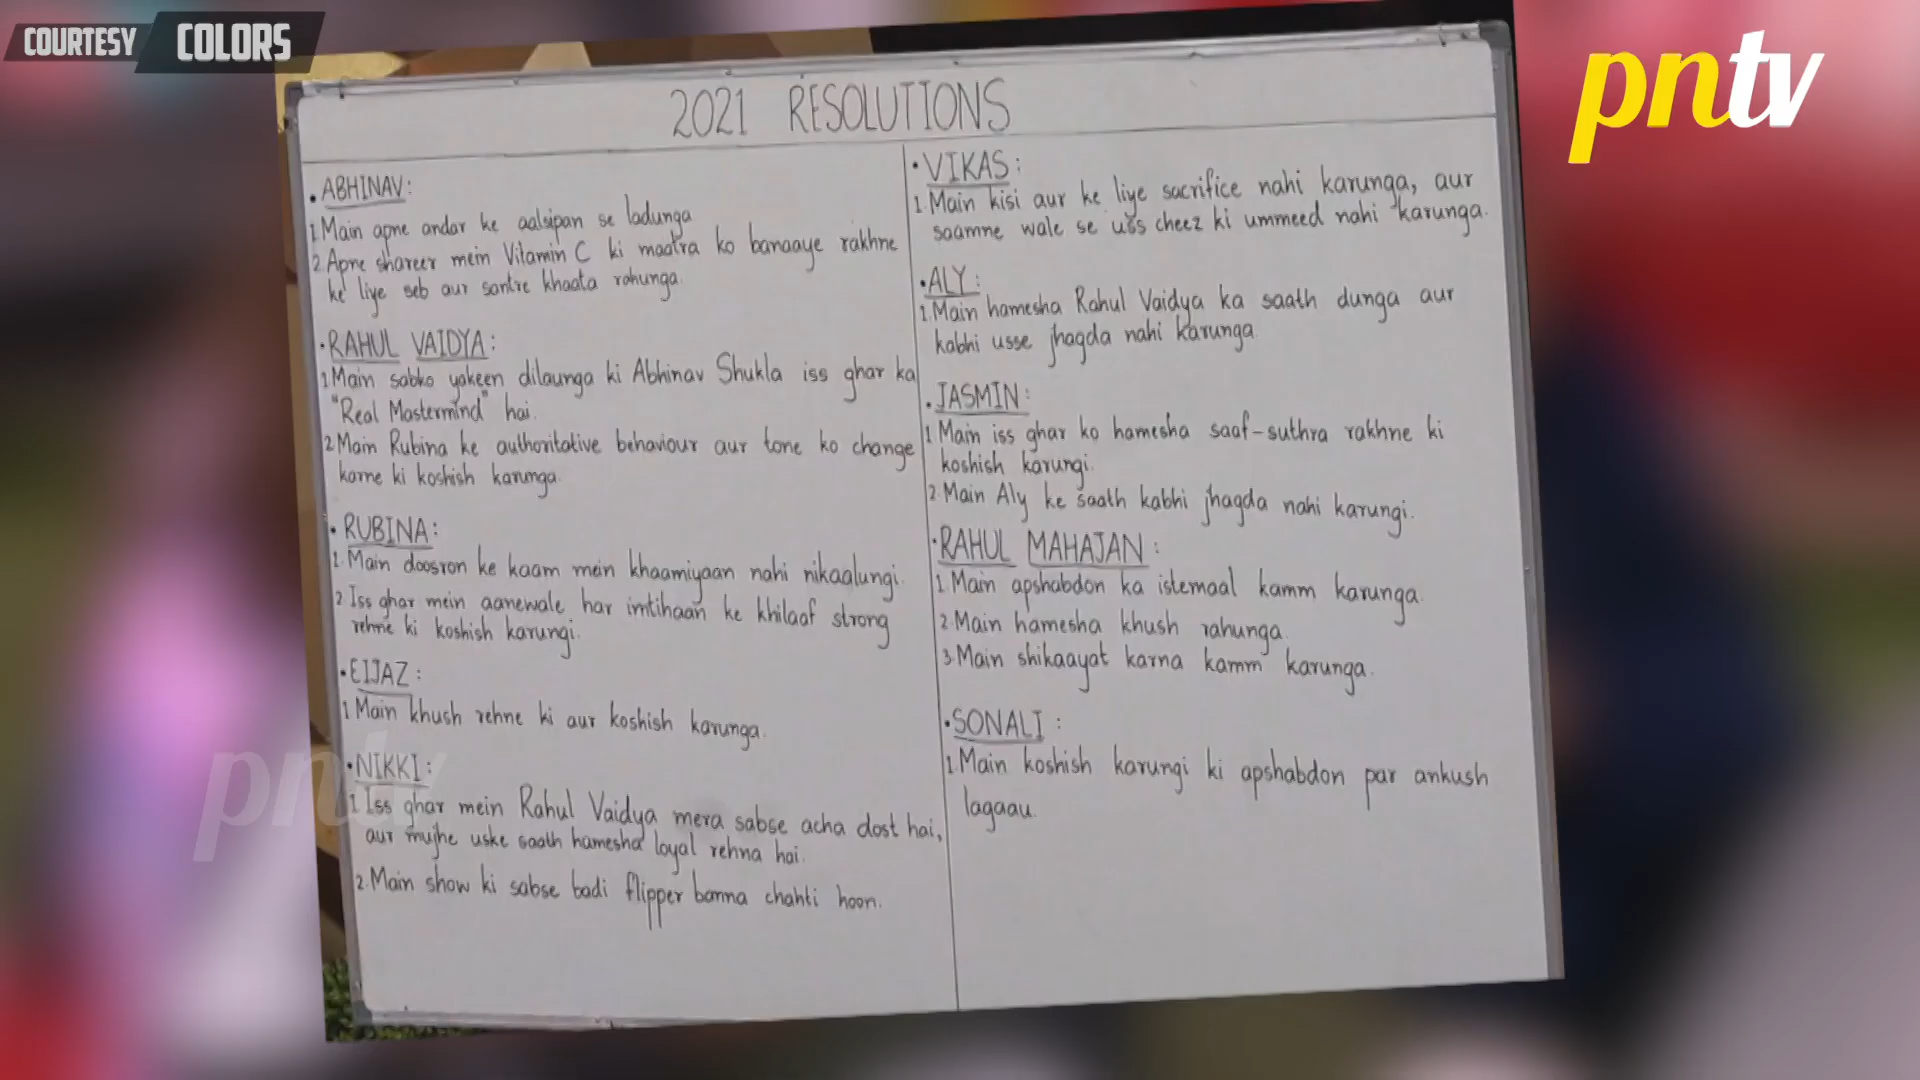 COURTESY COLORS
pntv
2021 RESOLUTIONS
• ABHINAV:
1. Main apne andar ke aalsipan se ladunga
2. Apne shareer mein Vitamin C ki maatra ko banaaye rakhne
ke liye seb aur santre khaata rahunga.
• RAHUL VAIDYA:
1 Main sabko yakeen dilaunga ki Abhinav Shukla iss ghar ka
"Real Mastermind" hai.
2 Main Rubina ke authoritative behaviour aur tone ko change
karne ki koshish karunga.
• RUBINA:
1. Main doosron ke kaam mein khaamiyaan nahi nikaalungi.
2 Iss ghar mein aanewale har imtihaan ke khilaaf strong
rehne ki koshish karungi.
• EIJAZ:
1 Main khush rehne ki aur koshish karunga.
• NIKKI:
1 Iss ghar mein Rahul Vaidya mera sabse acha dost hai,
aur mujhe uske saath hamesha loyal rehna hai.
2. Main show ki sabse badi flipper banna chahti hoon.
• VIKAS:
1. Main kisi aur ke liye sacrifice nahi karunga, aur
saamne wale se uss cheez ki ummeed nahi karunga.
• ALY:
1. Main hamesha Rahul Vaidya ka saath dunga aur
kabhi usse jhagda nahi karunga.
• JASMIN:
1 Main iss ghar ko hamesha saaf-suthra rakhne ki
koshish karungi.
2. Main Aly ke saath kabhi jhagda nahi karungi.
• RAHUL MAHAJAN:
1. Main apshabdon ka istemaal kamm karunga.
2. Main hamesha khush rahunga.
3. Main shikaayat karna kamm karunga.
• SONALI:
1. Main koshish karungi ki apshabdon par ankush
lagaau.
pntv